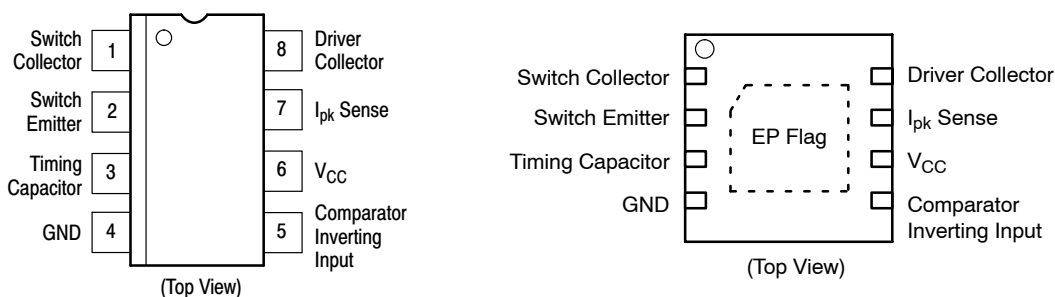 Switch
Collector
1
8
Driver
Collector
Switch
Emitter
2
7
Ipk Sense
Timing
Capacitor
3
6
VCC
GND
4
5
Comparator
Inverting
Input
(Top View)
Switch Collector
Driver Collector
Switch Emitter
Ipk Sense
EP Flag
Timing Capacitor
VCC
GND
Comparator
Inverting Input
(Top View)